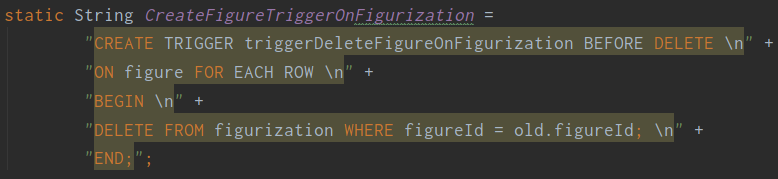 static String CreateFigureTriggerOnFigurization =
"CREATE TRIGGER triggerDeleteFigureOnFigurization BEFORE DELETE \n" +
"ON figure FOR EACH ROW \n" +
"BEGIN \n" +
"DELETE FROM figurization WHERE figureId = old.figureId; \n" +
"END;";